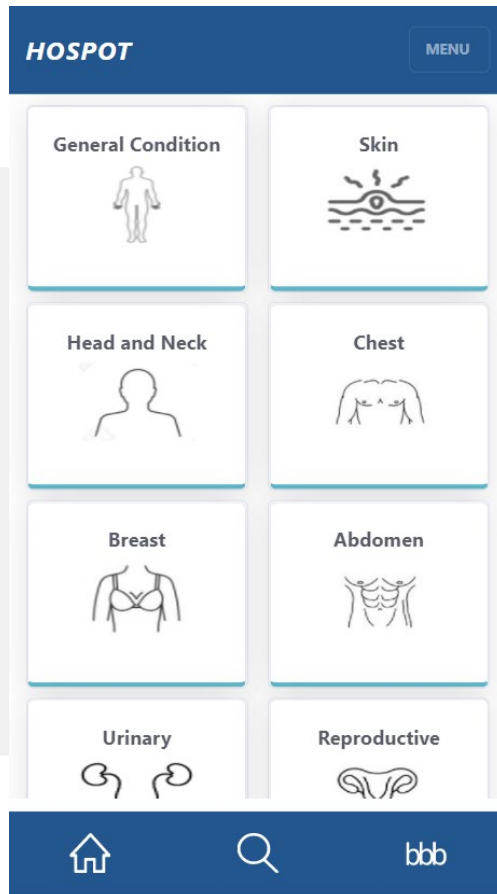 HOSPOT
MENU
General Condition
Skin
Head and Neck
Chest
Breast
Abdomen
Urinary
Reproductive
bbb